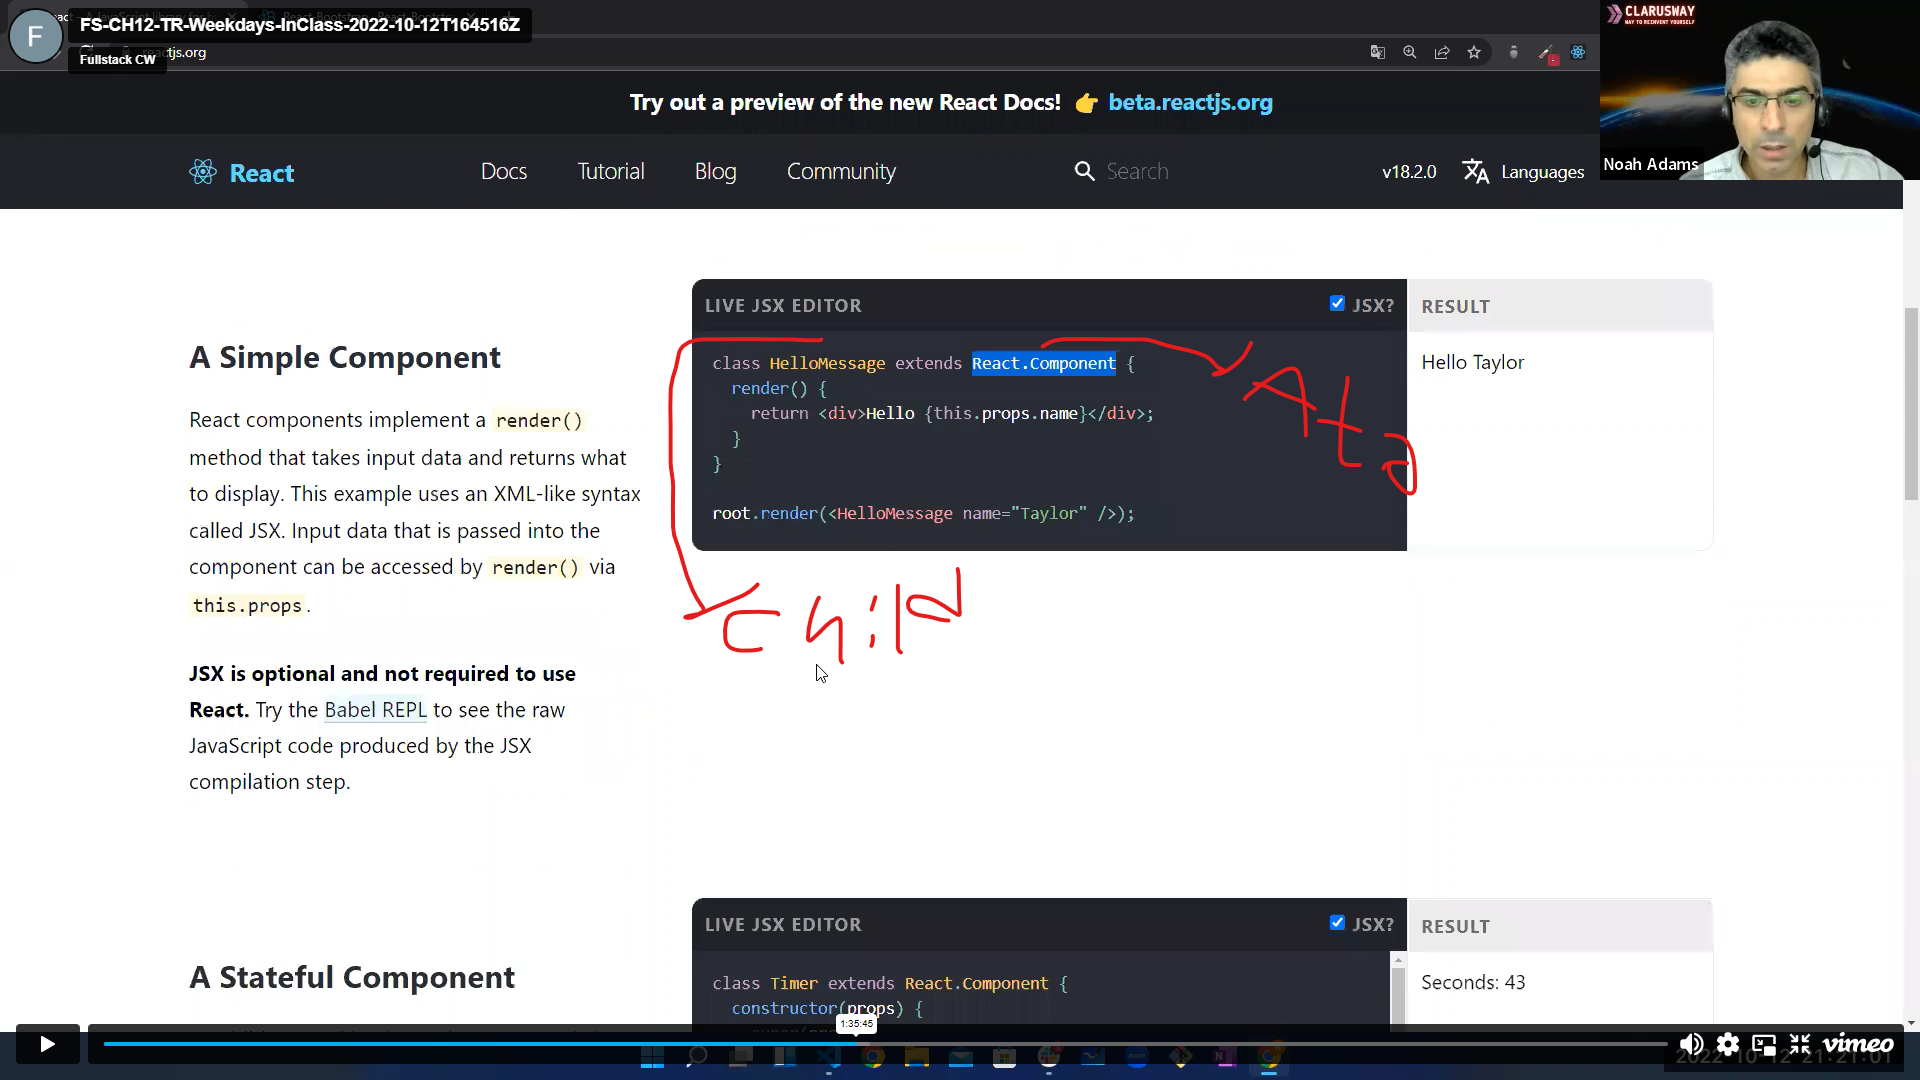 FS-CH12-TR-Weekdays-InClass-2022-10-12T164516Z
F
Fullstack CW
reactjs.org
CLARUSWAY
WAY TO REINVENT YOURSELF
Noah Adams
Try out a preview of the new React Docs! 👉 beta.reactjs.org
React
Docs
Tutorial
Blog
Community
Search
v18.2.0
Languages
A Simple Component
React components implement a render()
method that takes input data and returns what
to display. This example uses an XML-like syntax
called JSX. Input data that is passed into the
component can be accessed by render() via
this.props.
JSX is optional and not required to use
React. Try the Babel REPL to see the raw
JavaScript code produced by the JSX
compilation step.
LIVE JSX EDITOR
JSX?
class HelloMessage extends React.Component {
render() {
return <div>Hello {this.props.name}</div>;
}
}
root.render(<HelloMessage name="Taylor" />);
RESULT
Hello Taylor
Ata
Child
A Stateful Component
LIVE JSX EDITOR
JSX?
class Timer extends React.Component {
constructor(props) {
RESULT
Seconds: 43
1:35:45
vimeo
2022-10-12 21:21:01